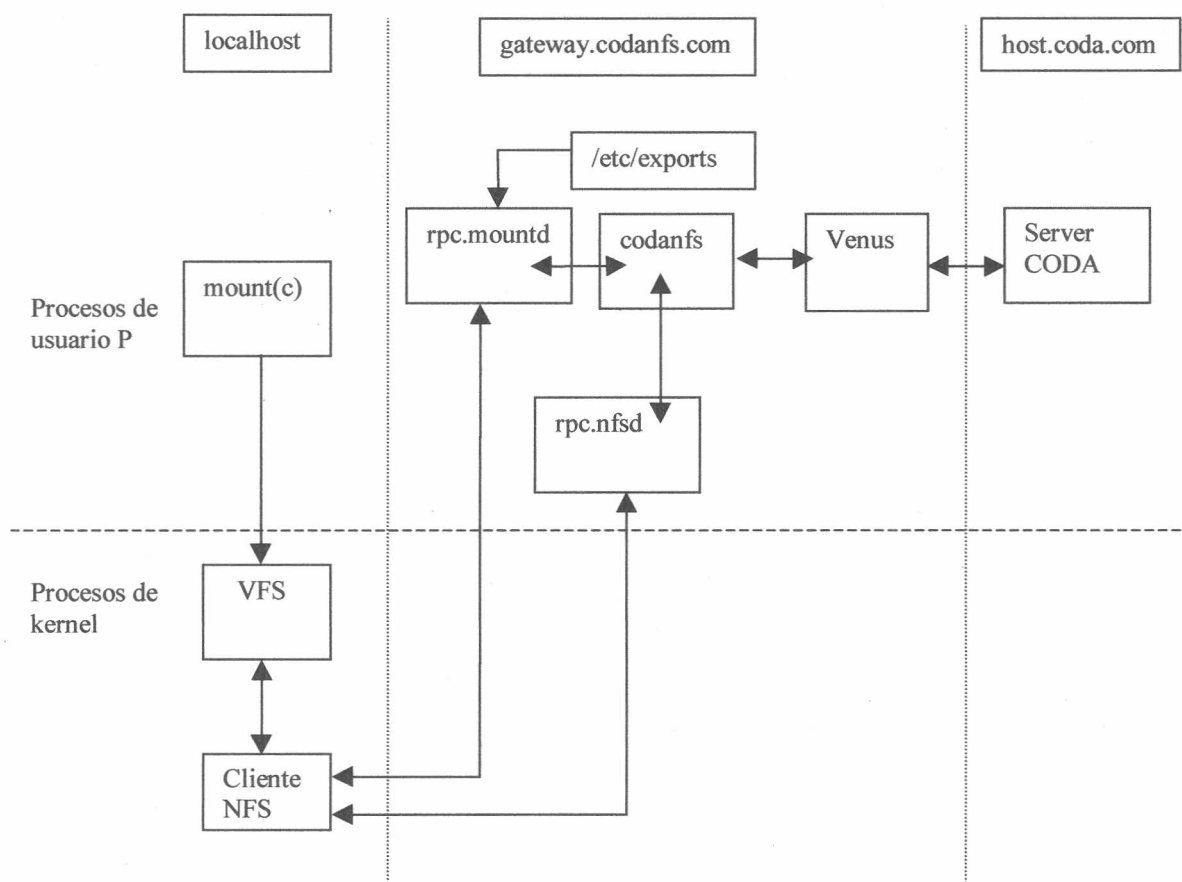 localhost
gateway.codanfs.com
host.coda.com
/etc/exports
rpc.mountd
codanfs
Venus
Server
CODA
mount(c)
Procesos de
usuario P
rpc.nfsd
Procesos de
kernel
VFS
Cliente
NFS